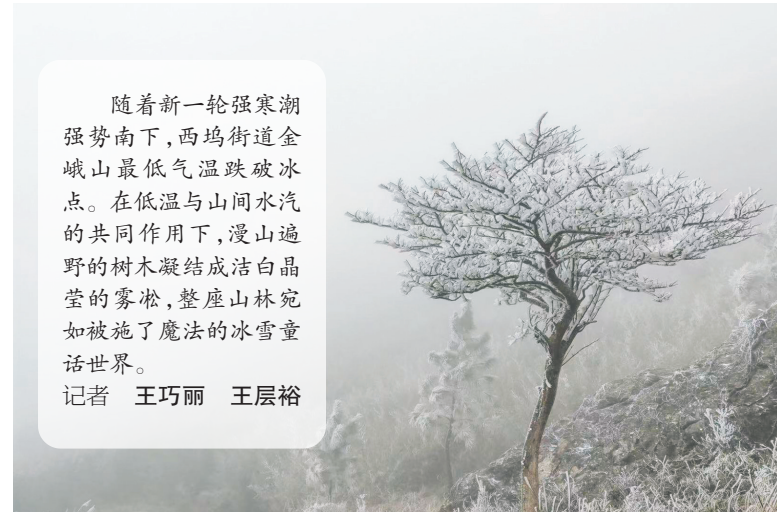 随着新一轮强寒潮
强势南下,西坞街道金
峨山最低气温跌破冰
点。在低温与山间水汽
的共同作用下,漫山遍
野的树木凝结成洁白晶
莹的雾凇,整座山林宛
如被施了魔法的冰雪童
话世界。
记者 王巧丽 王层裕